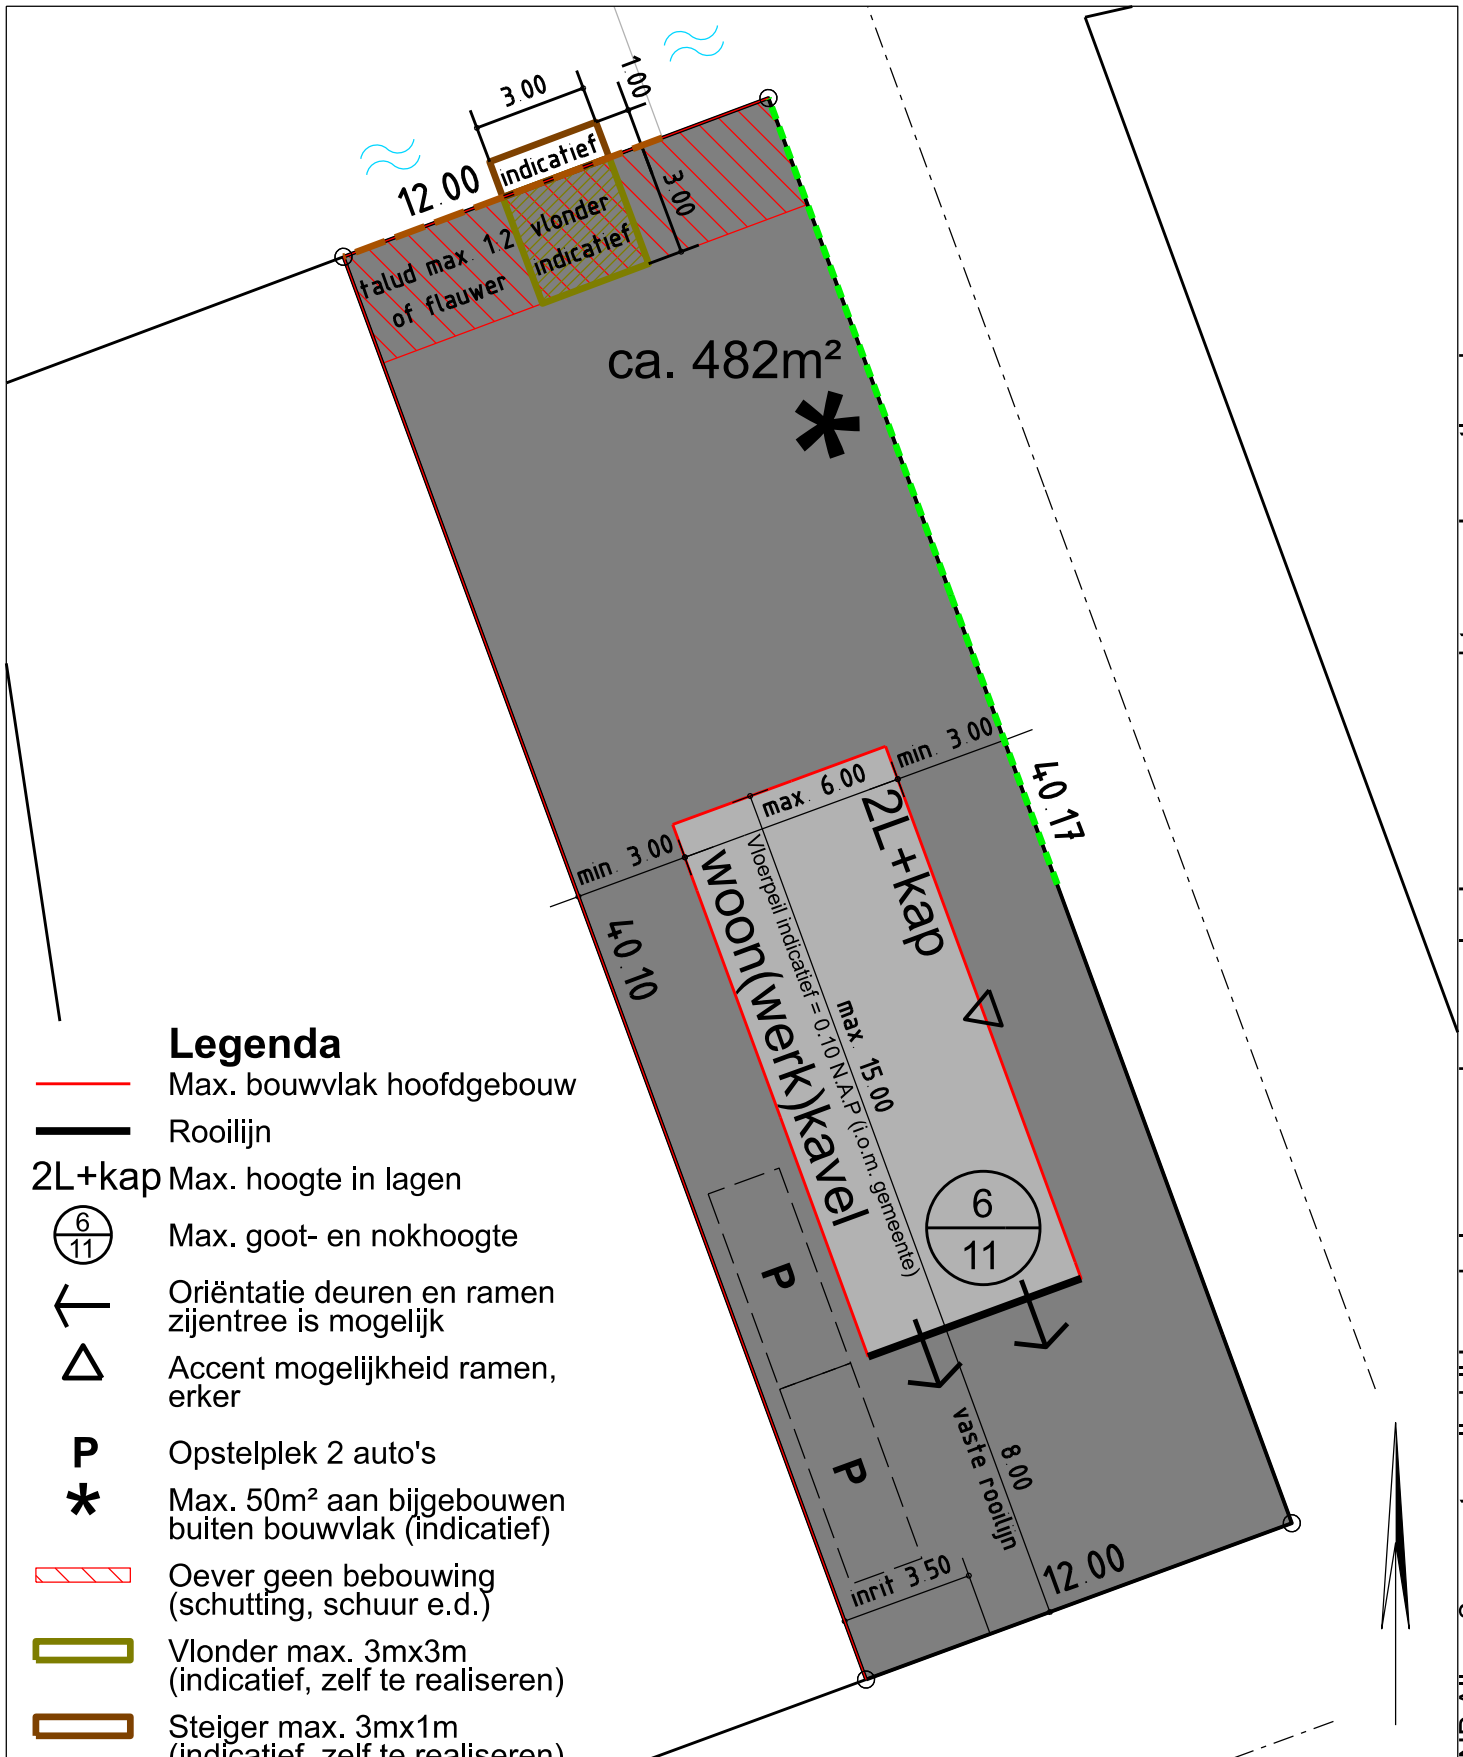 3.00
1.00
indicatief
12.00
3.00
talud max. 1:2
of flauwer
vlonder
indicatief
ca. 482m²
*
min. 3.00
max. 6.00
min. 3.00
40.17
40.10
2L+kap
woon(werk)kavel
Vloerpeil indicatief = 0.10 N.A.P (i.o.m. gemeente)
max. 15.00
6
11
P
P
8.00
vaste rooilijn
inrit 3.50
12.00
Legenda
Max. bouwvlak hoofdgebouw
Rooilijn
2L+kap Max. hoogte in lagen
6
11
Max. goot- en nokhoogte
Oriëntatie deuren en ramen
zijentree is mogelijk
Accent mogelijkheid ramen,
erker
P Opstelplek 2 auto's
* Max. 50m² aan bijgebouwen
buiten bouwvlak (indicatief)
Oever geen bebouwing
(schutting, schuur e.d.)
Vlonder max. 3mx3m
(indicatief, zelf te realiseren)
Steiger max. 3mx1m
(indicatief, zelf te realiseren)